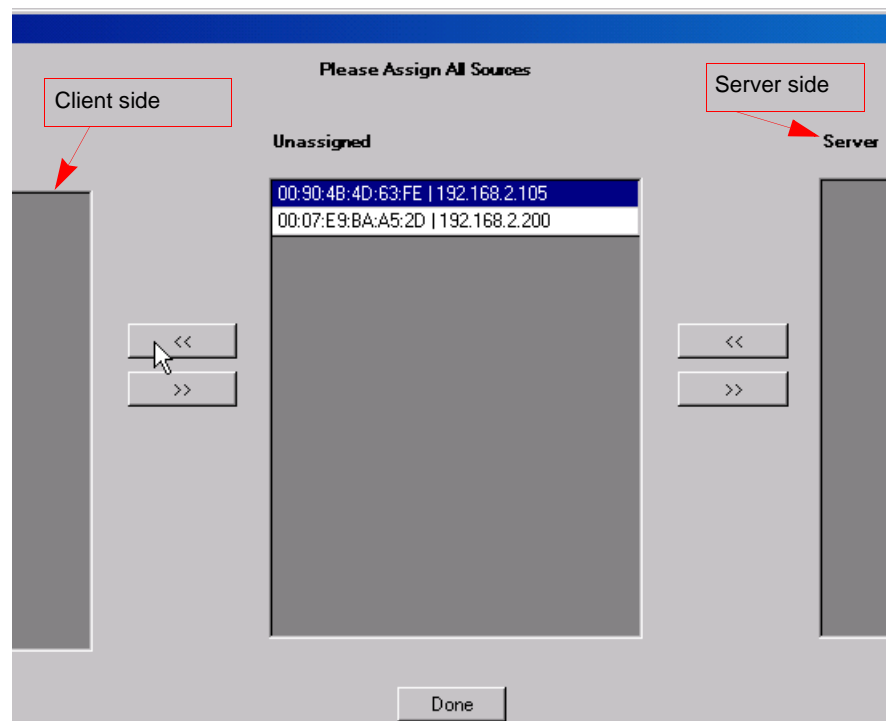 Please Assign All Sources
Client side
Server side
Unassigned
Server
00:90:4B:4D:63:FE | 192.168.2.105
00:07:E9:BA:A5:2D | 192.168.2.200
<<
<<
>>
>>
Done